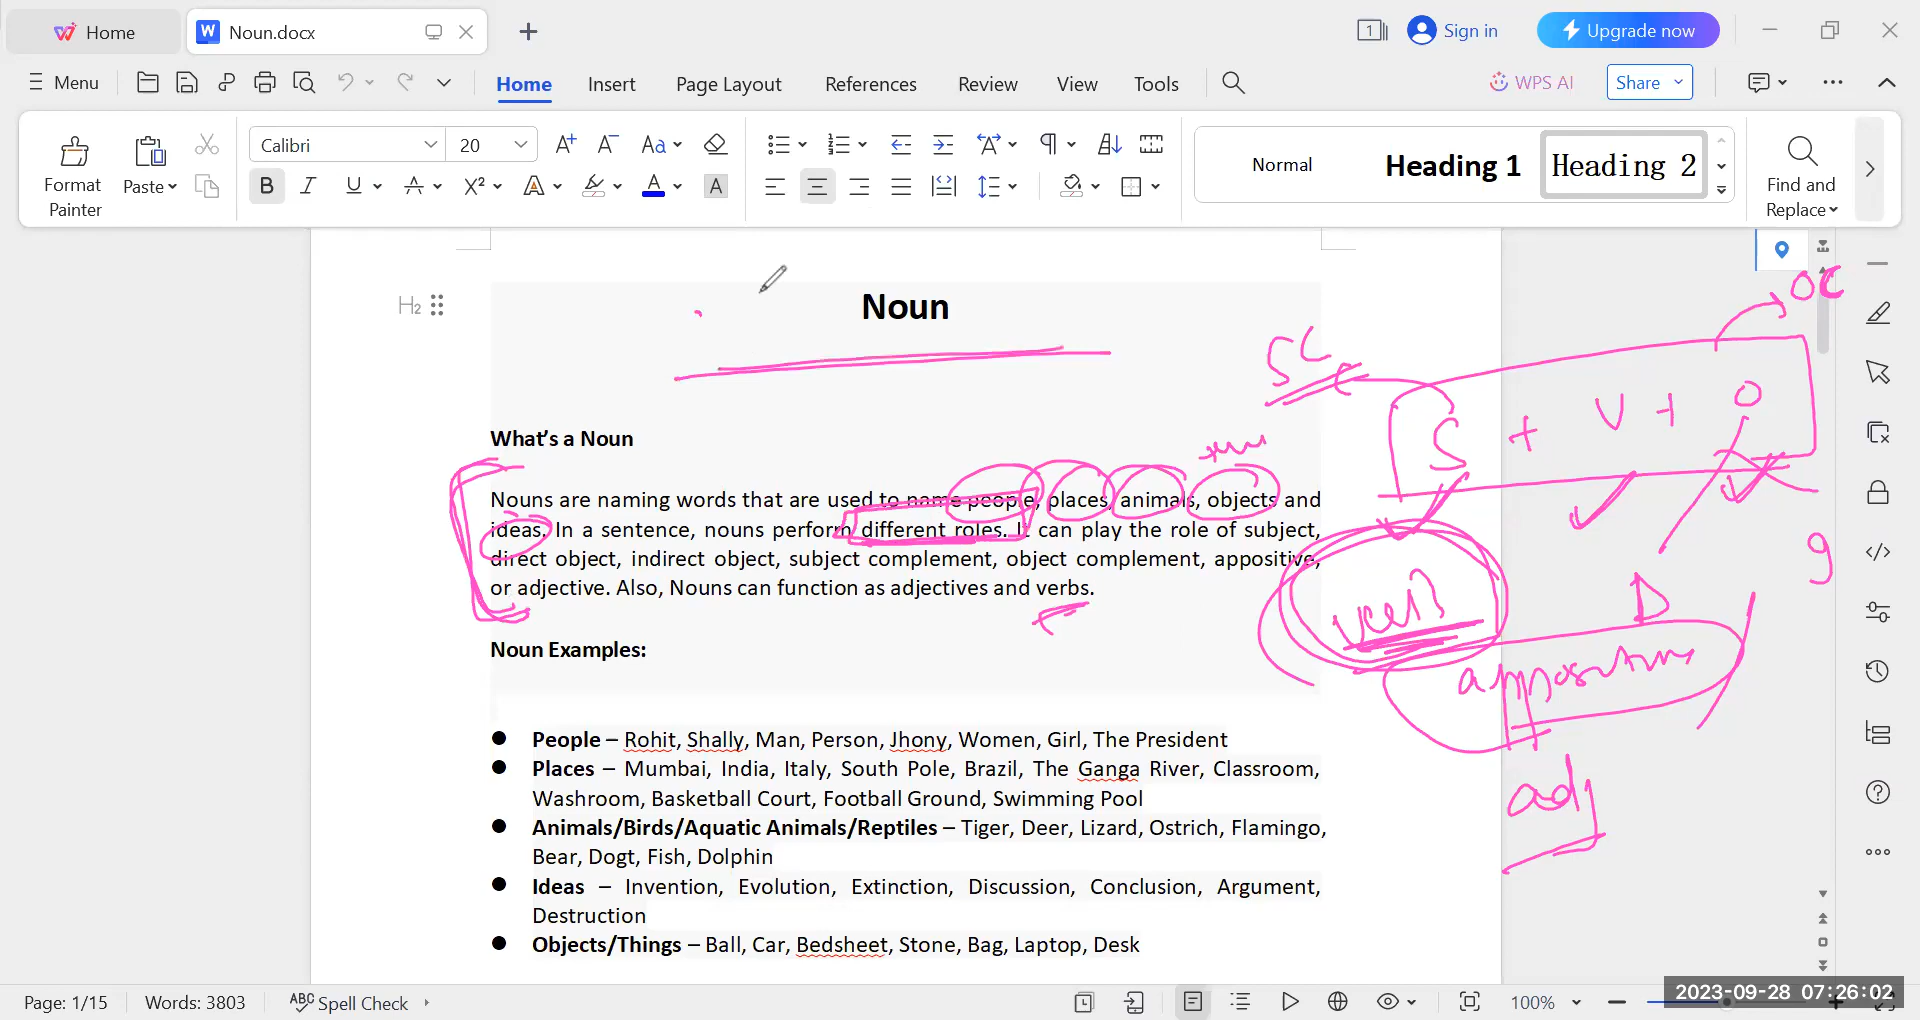 Home
Noun.docx
1
Sign in
Upgrade now
Menu
Home
Insert
Page Layout
References
Review
View
Tools
WPS AI
Share
Format
Painter
Paste
Calibri
20
Normal
Heading 1
Heading 2
Find and
Replace
H2
Noun
OC
SC
S + V + O
What's a Noun
Nouns are naming words that are used to name people, places, animals, objects and
ideas. In a sentence, nouns perform different roles. It can play the role of subject,
direct object, indirect object, subject complement, object complement, appositive,
or adjective. Also, Nouns can function as adjectives and verbs.
D
adj
Noun Examples:
● People – Rohit, Shally, Man, Person, Jhony, Women, Girl, The President
● Places – Mumbai, India, Italy, South Pole, Brazil, The Ganga River, Classroom,
Washroom, Basketball Court, Football Ground, Swimming Pool
● Animals/Birds/Aquatic Animals/Reptiles – Tiger, Deer, Lizard, Ostrich, Flamingo,
Bear, Dogt, Fish, Dolphin
● Ideas – Invention, Evolution, Extinction, Discussion, Conclusion, Argument,
Destruction
● Objects/Things – Ball, Car, Bedsheet, Stone, Bag, Laptop, Desk
Page: 1/15
Words: 3803
Spell Check
100%
2023-09-28 07:26:02